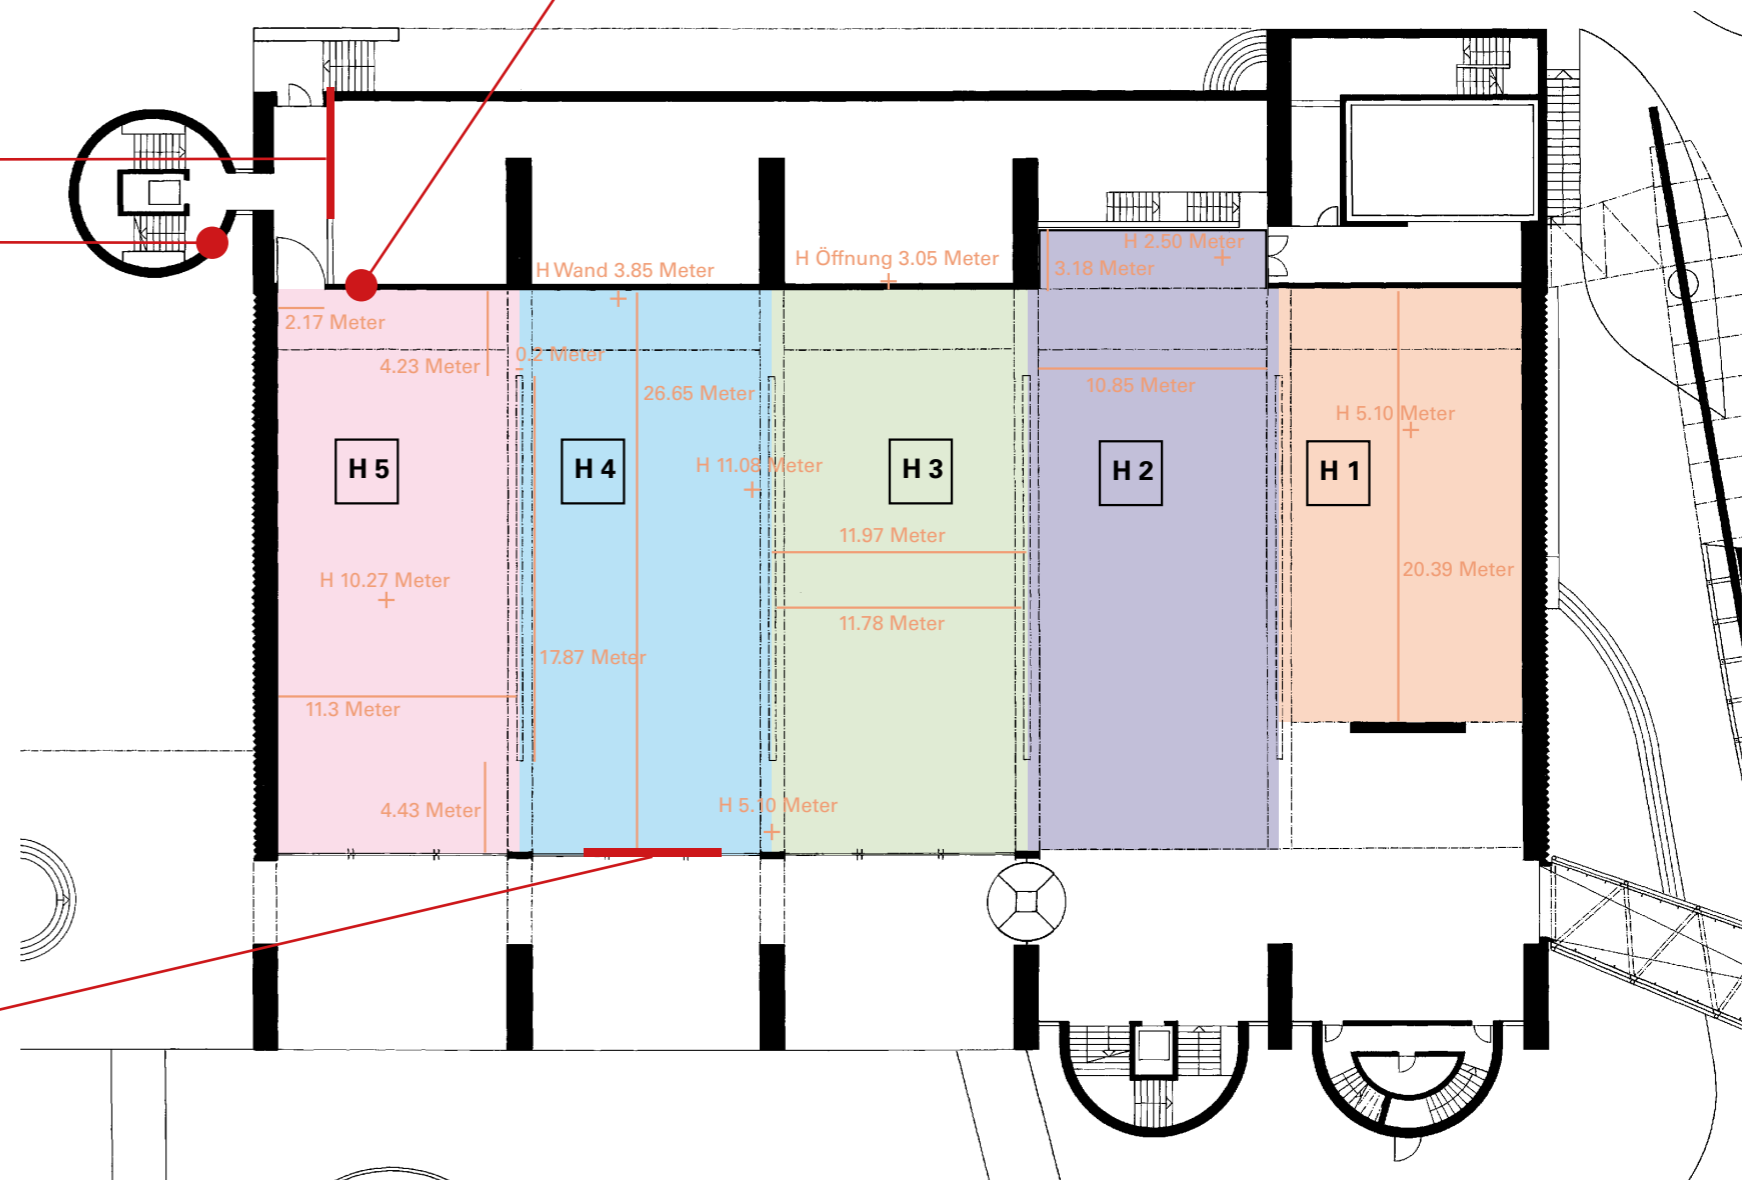 H 2.50 Meter
H Öffnung 3.05 Meter
H Wand 3.85 Meter
3.18 Meter
2.17 Meter
0.2 Meter
4.23 Meter
10.85 Meter
26.65 Meter
H 5.10 Meter
H 5
H 4
H 3
H 2
H 1
H 11.08 Meter
11.97 Meter
20.39 Meter
H 10.27 Meter
11.78 Meter
17.87 Meter
11.3 Meter
H 5.10 Meter
4.43 Meter